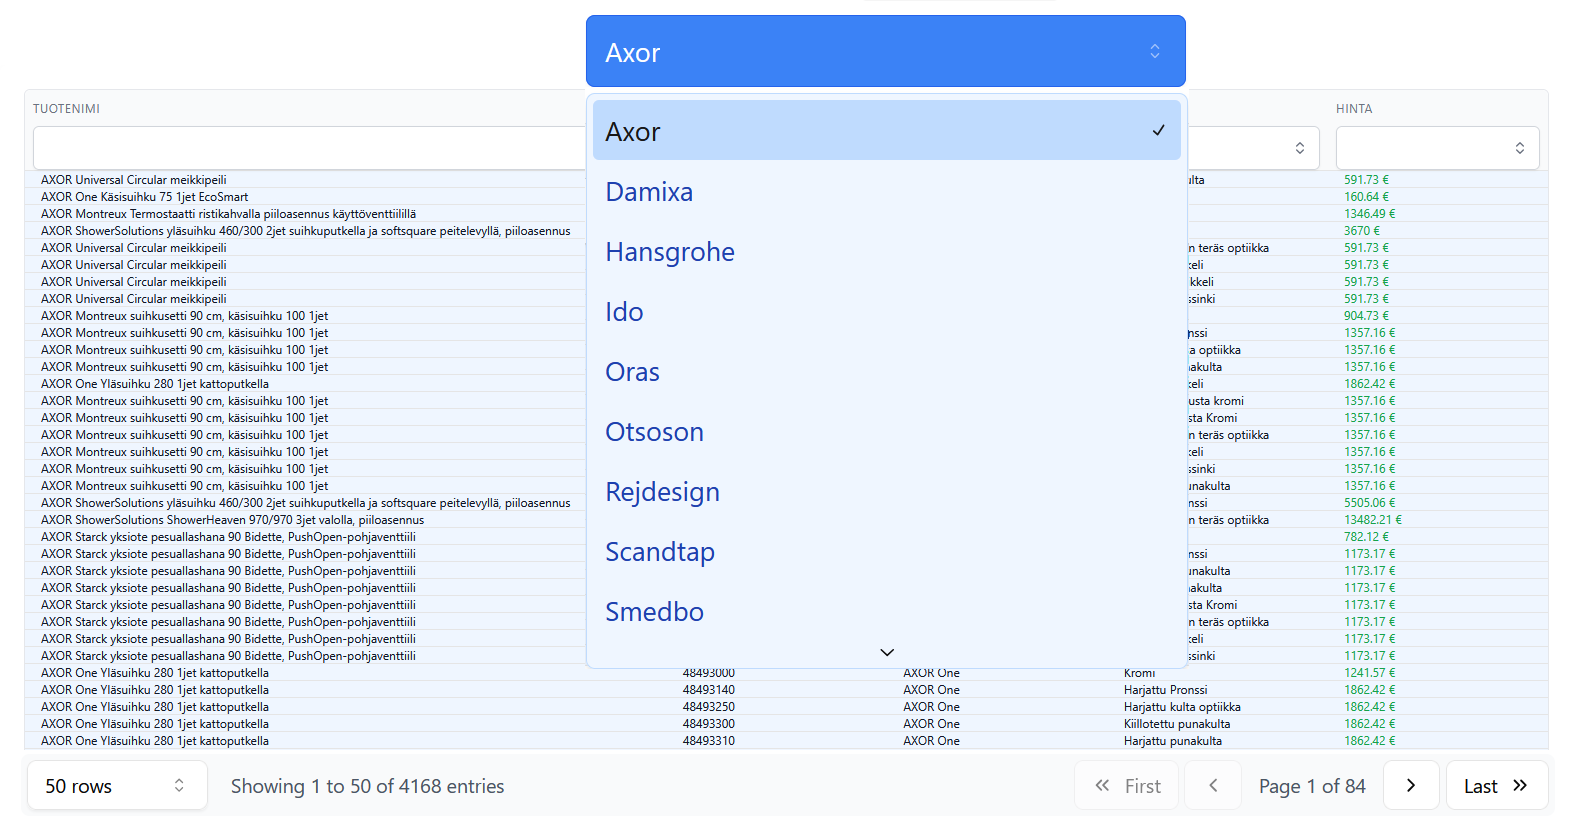 Axor
TUOTENIMI HINTA
Axor
Damixa
Hansgrohe
Ido
Oras
Otsoson
Rejdesign
Scandtap
Smedbo
AXOR Universal Circular meikkipeili ulta 591.73 €
AXOR One Käsisuihku 75 1jet EcoSmart 160.64 €
AXOR Montreux Termostaatti ristikahvalla piiloasennus käyttöventtiilillä 1346.49 €
AXOR ShowerSolutions yläsuihku 460/300 2jet suihkuputkella ja softsquare peitelevyllä, piiloasennus 3670 €
AXOR Universal Circular meikkipeili n teräs optiikka 591.73 €
AXOR Universal Circular meikkipeili keli 591.73 €
AXOR Universal Circular meikkipeili kkeli 591.73 €
AXOR Universal Circular meikkipeili ssinki 591.73 €
AXOR Montreux suihkusetti 90 cm, käsisuihku 100 1jet 904.73 €
AXOR Montreux suihkusetti 90 cm, käsisuihku 100 1jet nssi 1357.16 €
AXOR Montreux suihkusetti 90 cm, käsisuihku 100 1jet a optiikka 1357.16 €
AXOR Montreux suihkusetti 90 cm, käsisuihku 100 1jet nakulta 1357.16 €
AXOR One Yläsuihku 280 1jet kattoputkella keli 1862.42 €
AXOR Montreux suihkusetti 90 cm, käsisuihku 100 1jet usta kromi 1357.16 €
AXOR Montreux suihkusetti 90 cm, käsisuihku 100 1jet sta Kromi 1357.16 €
AXOR Montreux suihkusetti 90 cm, käsisuihku 100 1jet n teräs optiikka 1357.16 €
AXOR Montreux suihkusetti 90 cm, käsisuihku 100 1jet keli 1357.16 €
AXOR Montreux suihkusetti 90 cm, käsisuihku 100 1jet ssinki 1357.16 €
AXOR Montreux suihkusetti 90 cm, käsisuihku 100 1jet unakulta 1357.16 €
AXOR ShowerSolutions yläsuihku 460/300 2jet suihkuputkella ja softsquare peitelevyllä, piiloasennus nssi 5505.06 €
AXOR ShowerSolutions ShowerHeaven 970/970 3jet valolla, piiloasennus n teräs optiikka 13482.21 €
AXOR Starck yksiote pesuallashana 90 Bidette, PushOpen-pohjaventtiili 782.12 €
AXOR Starck yksiote pesuallashana 90 Bidette, PushOpen-pohjaventtiili onssi 1173.17 €
AXOR Starck yksiote pesuallashana 90 Bidette, PushOpen-pohjaventtiili unakulta 1173.17 €
AXOR Starck yksiote pesuallashana 90 Bidette, PushOpen-pohjaventtiili nakulta 1173.17 €
AXOR Starck yksiote pesuallashana 90 Bidette, PushOpen-pohjaventtiili sta Kromi 1173.17 €
AXOR Starck yksiote pesuallashana 90 Bidette, PushOpen-pohjaventtiili n teräs optiikka 1173.17 €
AXOR Starck yksiote pesuallashana 90 Bidette, PushOpen-pohjaventtiili keli 1173.17 €
AXOR Starck yksiote pesuallashana 90 Bidette, PushOpen-pohjaventtiili ssinki 1173.17 €
AXOR One Yläsuihku 280 1jet kattoputkella 48493000 AXOR One Kromi 1241.57 €
AXOR One Yläsuihku 280 1jet kattoputkella 48493140 AXOR One Harjattu Pronssi 1862.42 €
AXOR One Yläsuihku 280 1jet kattoputkella 48493250 AXOR One Harjattu kulta optiikka 1862.42 €
AXOR One Yläsuihku 280 1jet kattoputkella 48493300 AXOR One Kiillotettu punakulta 1862.42 €
AXOR One Yläsuihku 280 1jet kattoputkella 48493310 AXOR One Harjattu punakulta 1862.42 €
50 rows Showing 1 to 50 of 4168 entries First Page 1 of 84 Last